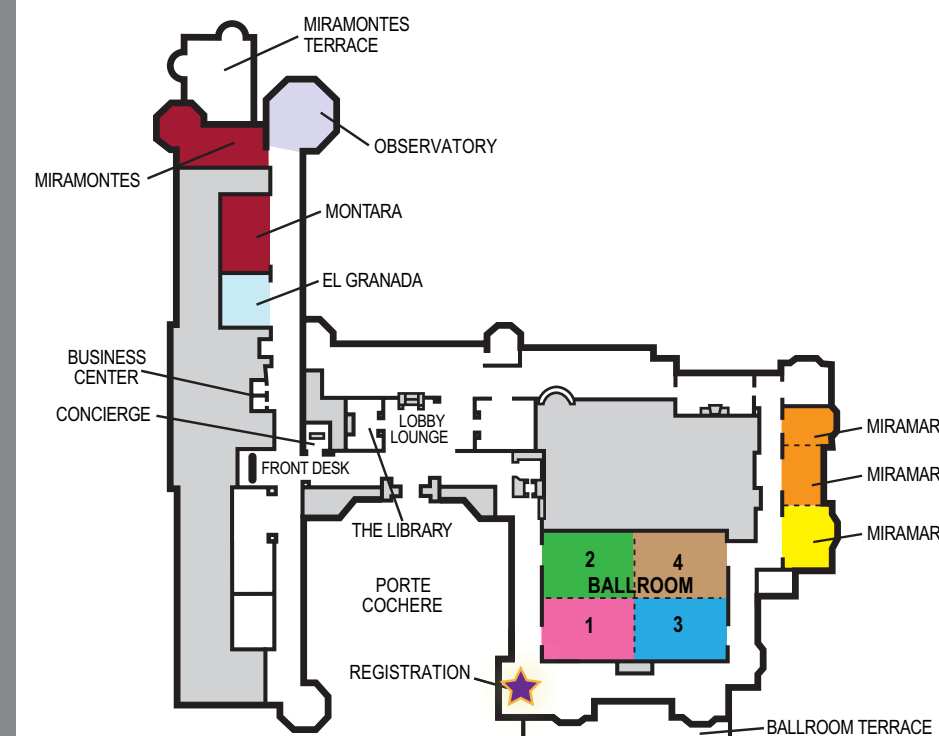 MIRAMONTES
TERRACE
OBSERVATORY
MIRAMONTES
MONTARA
EL GRANADA
BUSINESS
CENTER
CONCIERGE
LOBBY
LOUNGE
MIRAMAR
FRONT DESK
MIRAMAR
THE LIBRARY
MIRAMAR
2
4
BALLROOM
PORTE
COCHERE
1
3
REGISTRATION
BALLROOM TERRACE